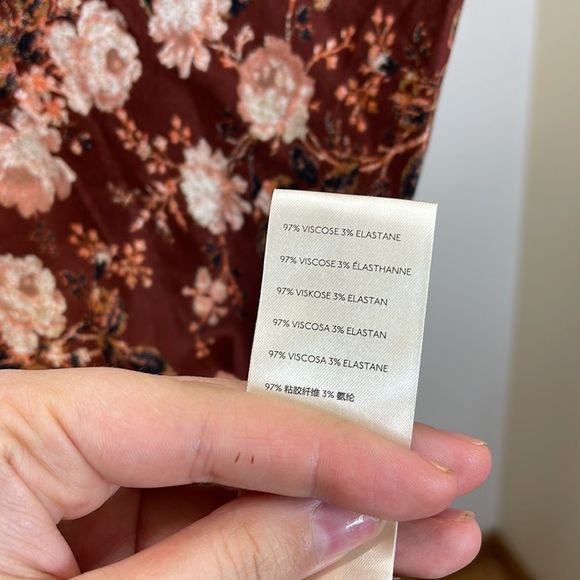 97% VISCOSE 3% ELASTANE
97% VISCOSE 3% ÉLASTHANNE
97% VISKOSE 3% ELASTAN
97% VISCOSA 3% ELASTAN
97% VISCOSA 3% ELASTANE
97% 粘胶纤维 3% 氨纶